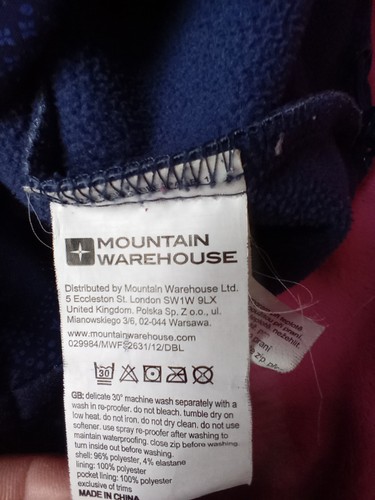 MOUNTAIN
WAREHOUSE
Distributed by Mountain Warehouse Ltd.
5 Eccleston St. London SW1W 9LX
United Kingdom. Polska Sp. Z o.o., ul.
Mianowskiego 3/6, 02-044 Warsawa.
www.mountainwarehouse.com
029984/MWFS2631/12/DBL
30
GB: delicate 30° machine wash separately with a
wash in re-proofer. do not bleach. tumble dry on
low heat. do not iron. do not dry clean. do not use
softener. use spray re-proofer after washing to
maintain waterproofing. close zip before washing.
turn inside out before washing.
shell: 96% polyester, 4% elastane
lining: 100% polyester
pocket lining: 100% polyester
exclusive of trims
MADE IN CHINA